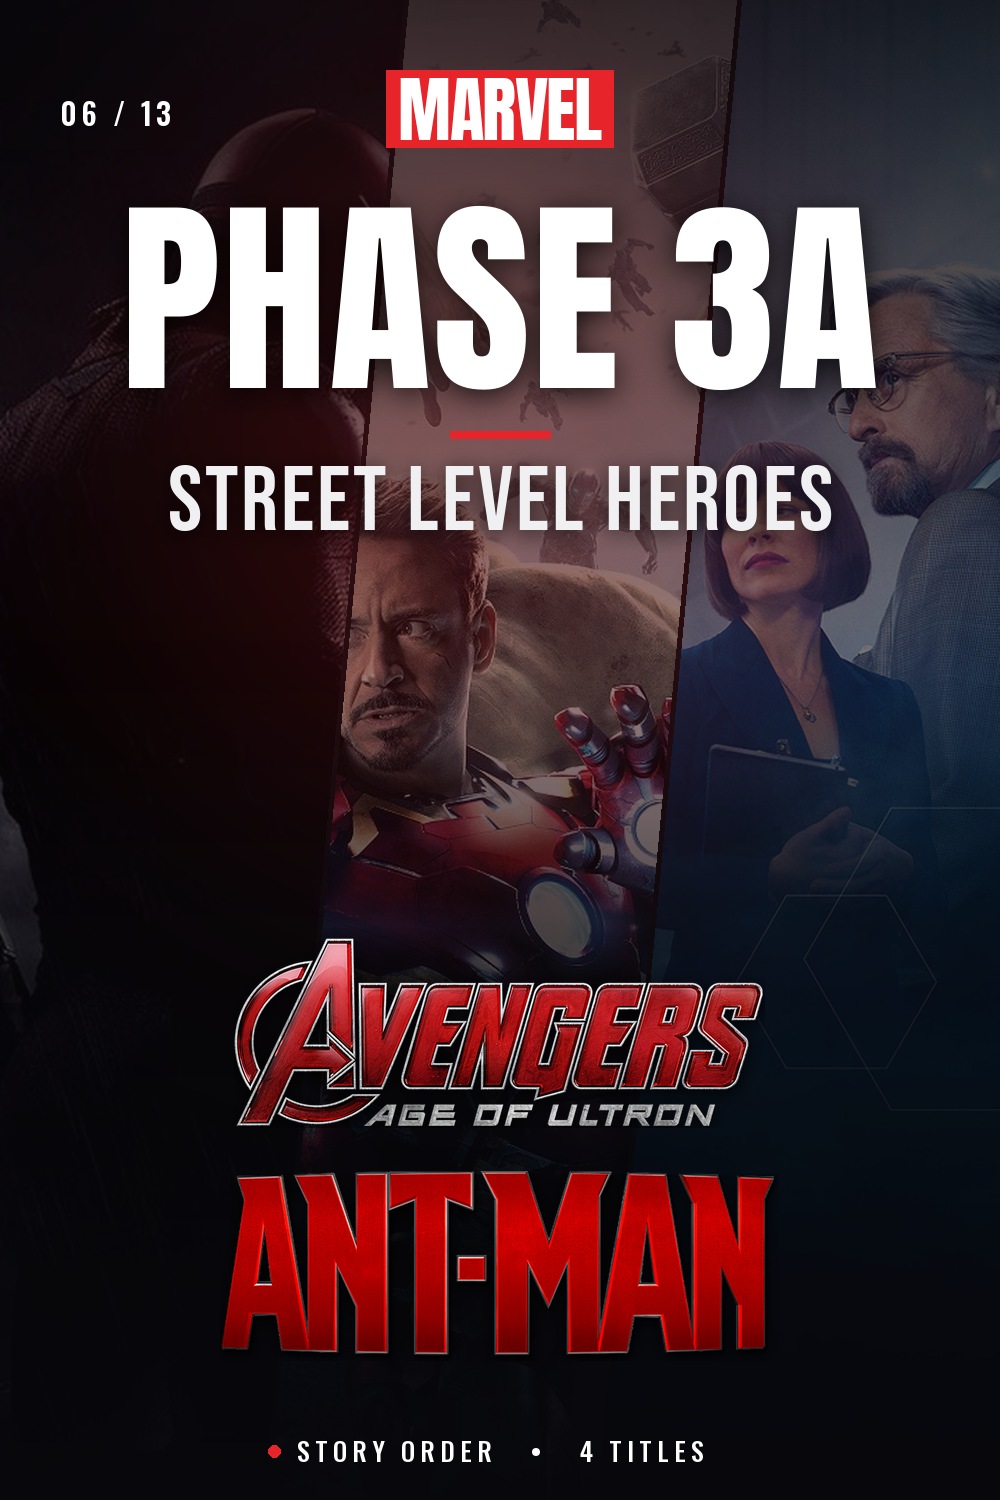 06 / 13
MARVEL
PHASE 3A
STREET LEVEL HEROES
AVENGERS
AGE OF ULTRON
ANT-MAN
STORY ORDER • 4 TITLES